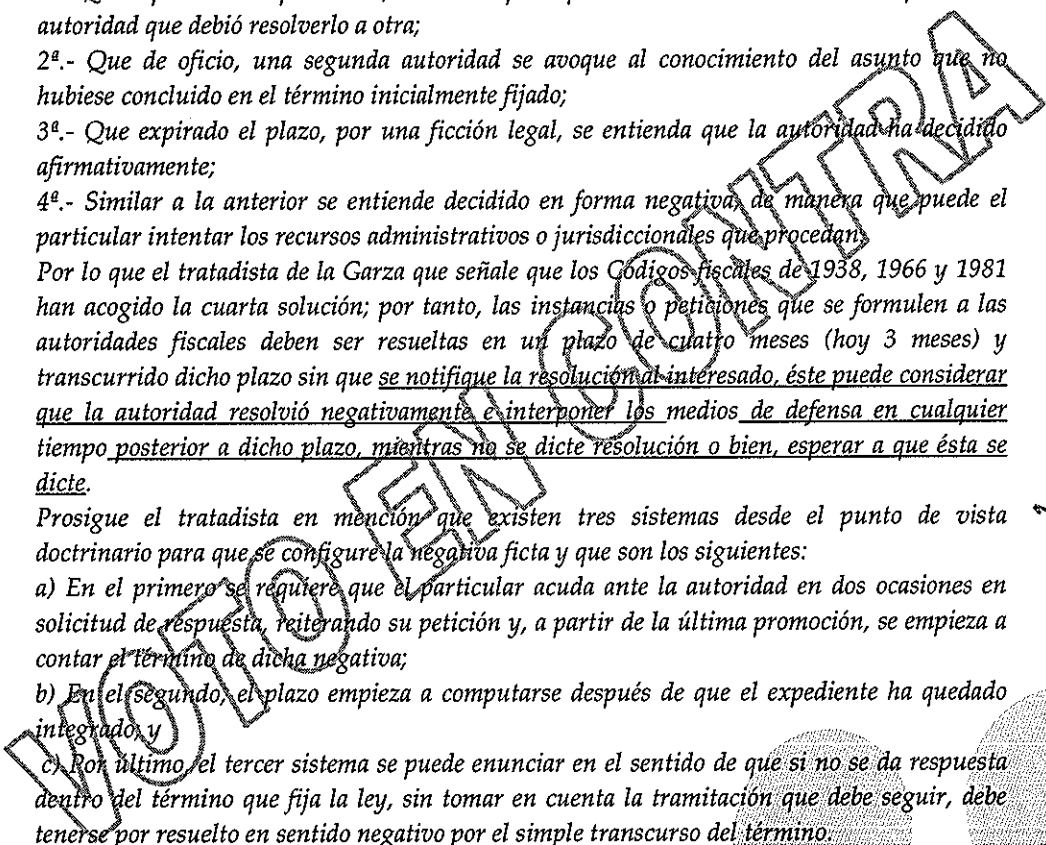 autoridad que debió resolverlo a otra;
2ª.- Que de oficio, una segunda autoridad se avoque al conocimiento del asunto que no
hubiese concluido en el término inicialmente fijado;
3ª.- Que expirado el plazo, por una ficción legal, se entienda que la autoridad ha decidido
afirmativamente;
4ª.- Similar a la anterior se entiende decidido en forma negativa, de manera que puede el
particular intentar los recursos administrativos o jurisdiccionales que procedan.
Por lo que el tratadista de la Garza que señale que los Códigos fiscales de 1938, 1966 y 1981
han acogido la cuarta solución; por tanto, las instancias o peticiones que se formulen a las
autoridades fiscales deben ser resueltas en un plazo de cuatro meses (hoy 3 meses) y
transcurrido dicho plazo sin que se notifique la resolución al interesado, éste puede considerar
que la autoridad resolvió negativamente e interponer los medios de defensa en cualquier
tiempo posterior a dicho plazo, mientras no se dicte resolución o bien, esperar a que ésta se
dicte.
Prosigue el tratadista en mención que existen tres sistemas desde el punto de vista
doctrinario para que se configure la negativa ficta y que son los siguientes:
a) En el primero se requiere que el particular acuda ante la autoridad en dos ocasiones en
solicitud de respuesta, reiterando su petición y, a partir de la última promoción, se empieza a
contar el término de dicha negativa;
b) En el segundo, el plazo empieza a computarse después de que el expediente ha quedado
integrado, y
c) Por último, el tercer sistema se puede enunciar en el sentido de que si no se da respuesta
dentro del término que fija la ley, sin tomar en cuenta la tramitación que debe seguir, debe
tenerse por resuelto en sentido negativo por el simple transcurso del término.
VOTO EN CONTRA